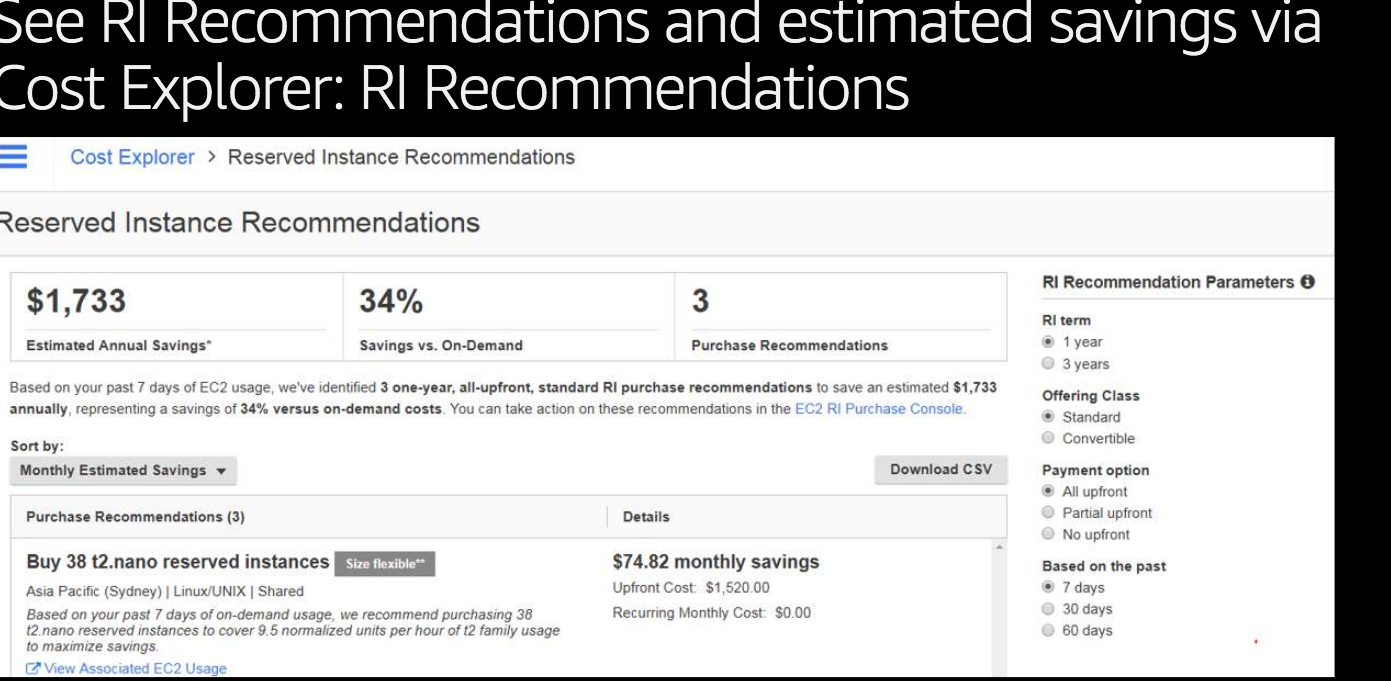 See RI Recommendations and estimated savings via
Cost Explorer: RI Recommendations
Cost Explorer > Reserved Instance Recommendations
Reserved Instance Recommendations
$1,733
Estimated Annual Savings*
34%
Savings vs. On-Demand
3
Purchase Recommendations
Based on your past 7 days of EC2 usage, we've identified 3 one-year, all-upfront, standard RI purchase recommendations to save an estimated $1,733
annually, representing a savings of 34% versus on-demand costs. You can take action on these recommendations in the EC2 RI Purchase Console.
Sort by:
Monthly Estimated Savings
Download CSV
Purchase Recommendations (3)
Details
Buy 38 t2.nano reserved instances Size flexible**
Asia Pacific (Sydney) | Linux/UNIX | Shared
Based on your past 7 days of on-demand usage, we recommend purchasing 38
t2.nano reserved instances to cover 9.5 normalized units per hour of t2 family usage
to maximize savings.
View Associated EC2 Usage
$74.82 monthly savings
Upfront Cost: $1,520.00
Recurring Monthly Cost: $0.00
RI Recommendation Parameters
RI term
1 year
3 years
Offering Class
Standard
Convertible
Payment option
All upfront
Partial upfront
No upfront
Based on the past
7 days
30 days
60 days